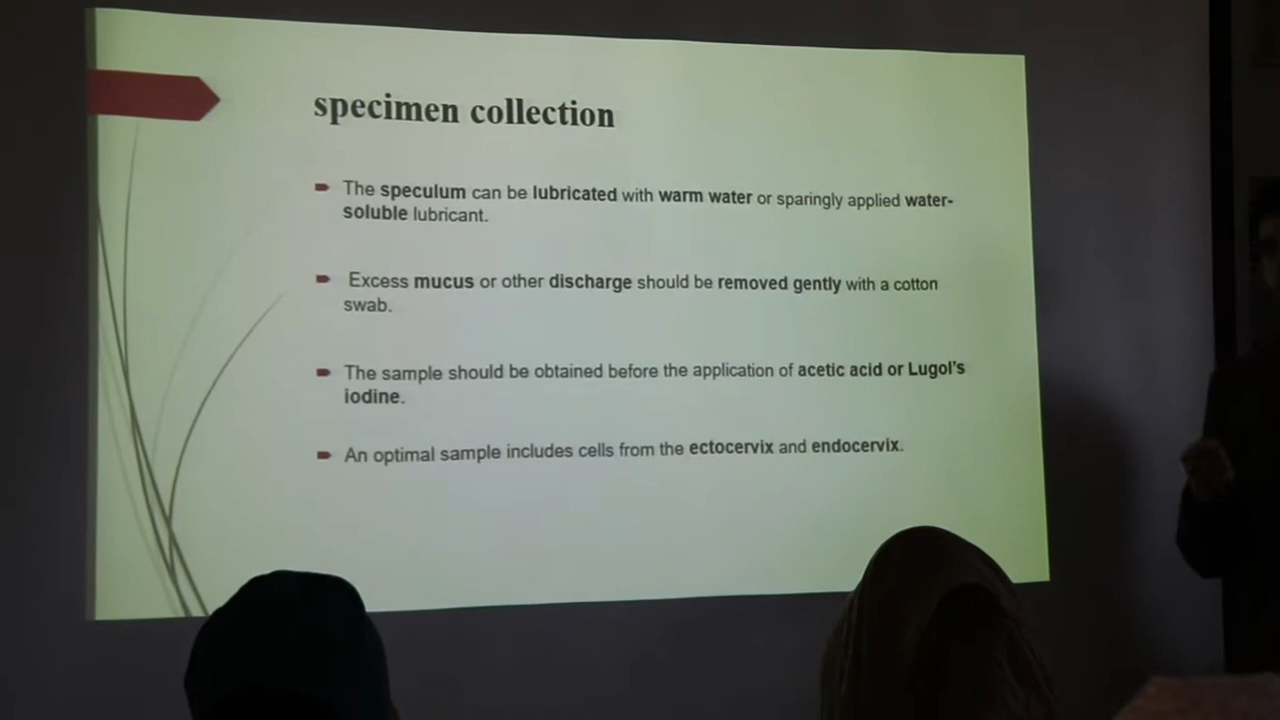 specimen collection
The speculum can be lubricated with warm water or sparingly applied water-
soluble lubricant.
Excess mucus or other discharge should be removed gently with a cotton
swab.
The sample should be obtained before the application of acetic acid or Lugol's
iodine.
An optimal sample includes cells from the ectocervix and endocervix.